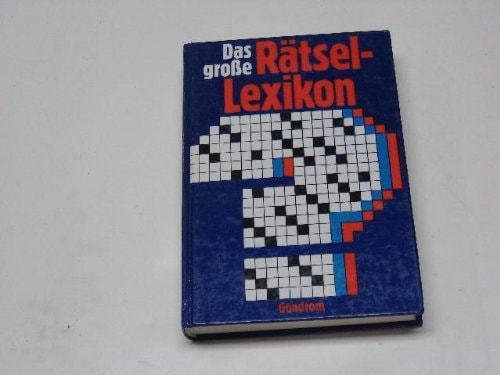 Das große Rätsel-
Lexikon
Gondrom